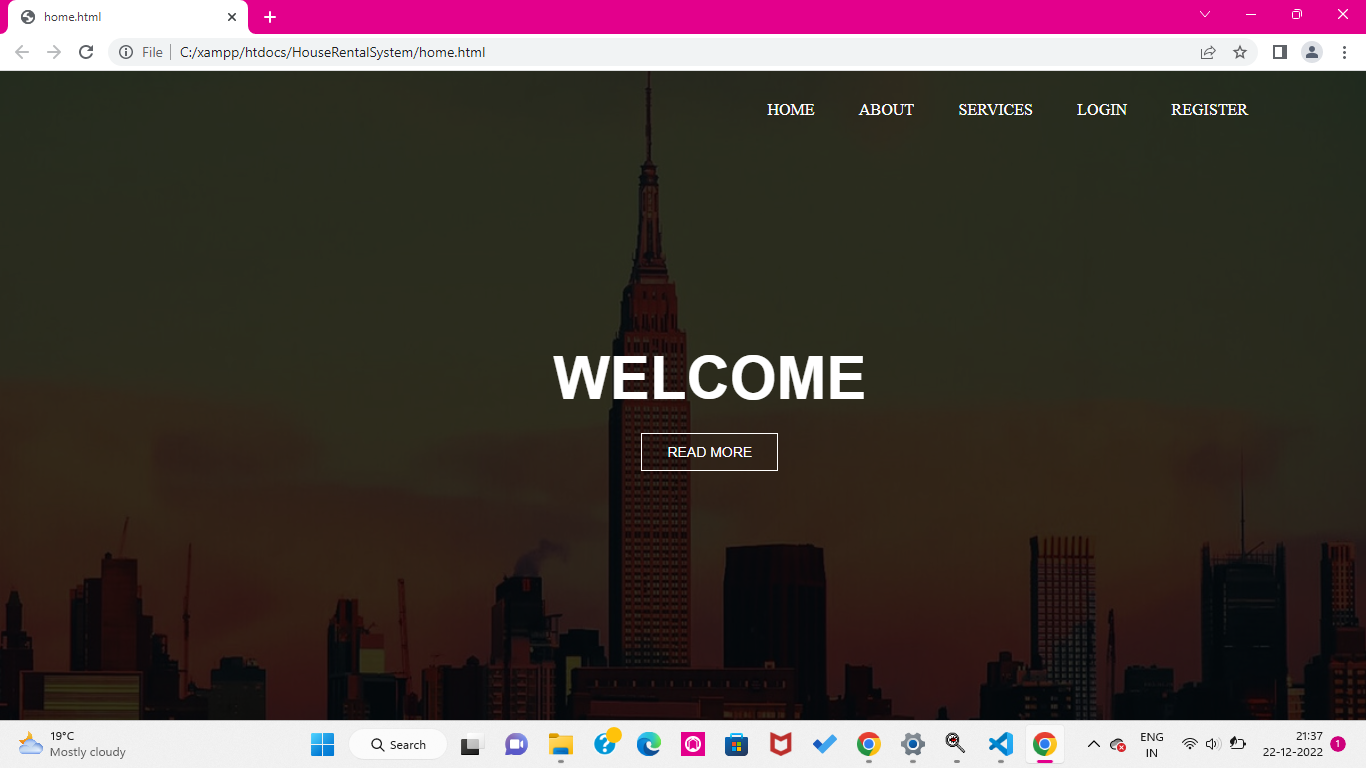 home.html
File
C:/xampp/htdocs/HouseRentalSystem/home.html
HOME ABOUT SERVICES LOGIN REGISTER
WELCOME
READ MORE
19°C
Mostly cloudy
Search
ENG
IN
21:37
22-12-2022
1